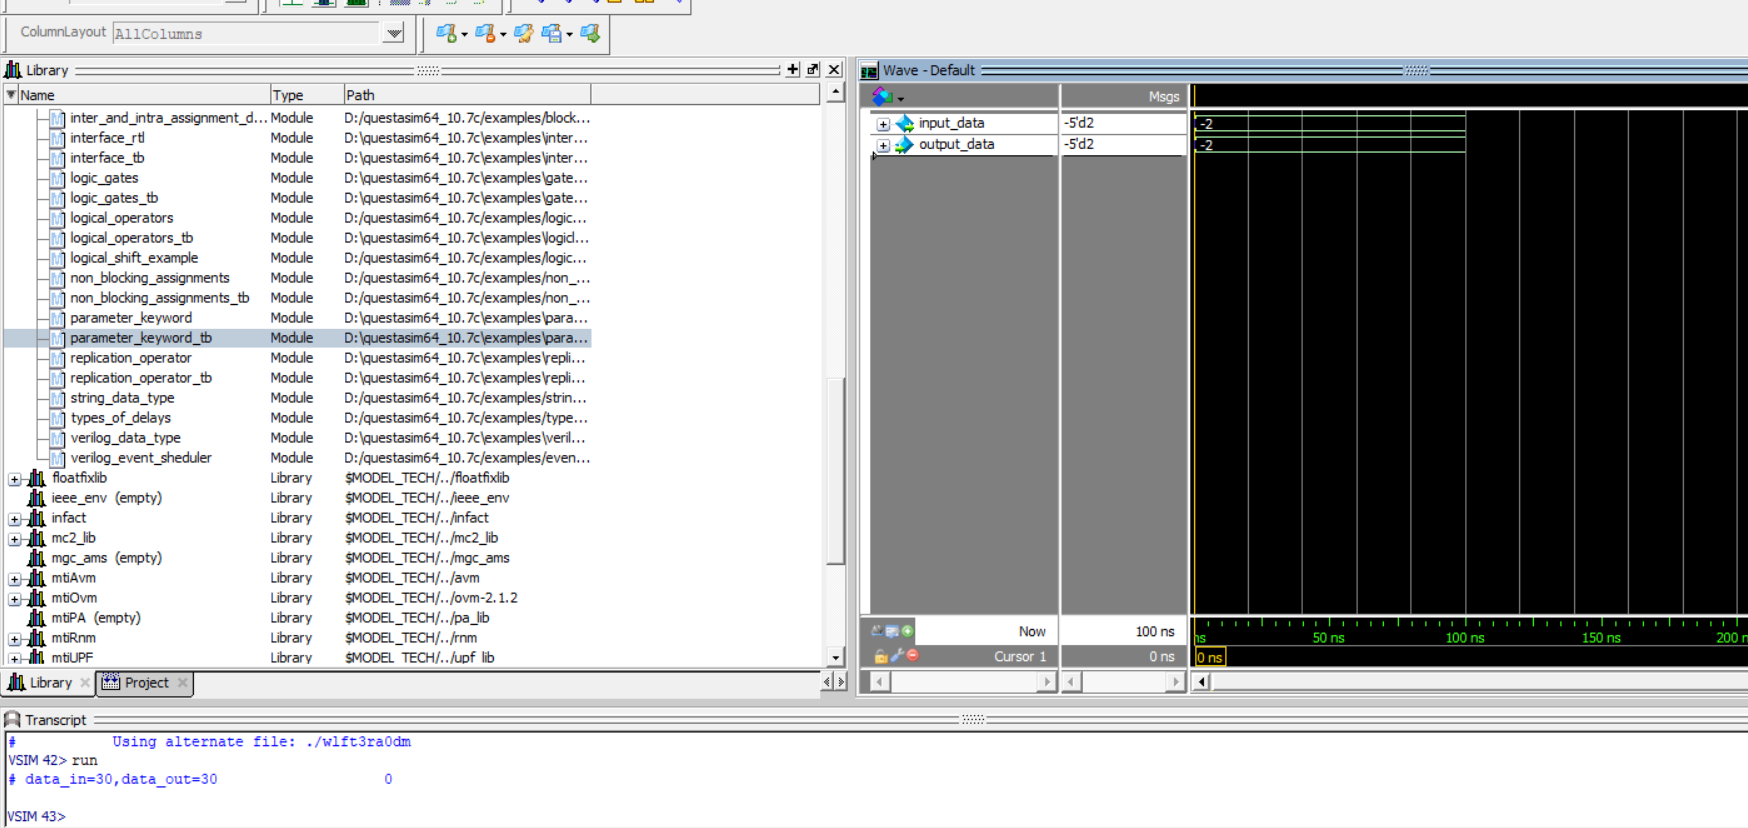 ColumnLayout AllColumns
Library
Name Type Path
inter_and_intra_assignment_d... Module D:/questasim64_10.7c/examples/block...
interface_rtl Module D:\questasim64_10.7c\examples\inter...
interface_tb Module D:/questasim64_10.7c/examples/inter...
logic_gates Module D:\questasim64_10.7c\examples\gate...
logic_gates_tb Module D:\questasim64_10.7c\examples\gate...
logical_operators Module D:/questasim64_10.7c/examples/logic...
logical_operators_tb Module D:\questasim64_10.7c\examples\logicl...
logical_shift_example Module D:/questasim64_10.7c/examples/logic...
non_blocking_assignments Module D:/questasim64_10.7c/examples/non_...
non_blocking_assignments_tb Module D:/questasim64_10.7c/examples/non_...
parameter_keyword Module D:\questasim64_10.7c\examples\para...
parameter_keyword_tb Module D:\questasim64_10.7c\examples\para...
replication_operator Module D:\questasim64_10.7c\examples\repli...
replication_operator_tb Module D:\questasim64_10.7c\examples\repli...
string_data_type Module D:/questasim64_10.7c/examples/strin...
types_of_delays Module D:/questasim64_10.7c/examples/type...
verilog_data_type Module D:\questasim64_10.7c\examples\veril...
verilog_event_sheduler Module D:/questasim64_10.7c/examples/even...
floatfixlib Library $MODEL_TECH/../floatfixlib
ieee_env (empty) Library $MODEL_TECH/../ieee_env
infact Library $MODEL_TECH/../infact
mc2_lib Library $MODEL_TECH/../mc2_lib
mgc_ams (empty) Library $MODEL_TECH/../mgc_ams
mtiAvm Library $MODEL_TECH/../avm
mtiOvm Library $MODEL_TECH/../ovm-2.1.2
mtiPA (empty) Library $MODEL_TECH/../pa_lib
mtiRnm Library $MODEL_TECH/../rnm
mtiUPF Library $MODEL_TECH/../upf_lib
Library Project
Wave - Default
Msgs
input_data -5'd2 -2
output_data -5'd2 -2
Now 100 ns ns 50 ns 100 ns 150 ns 200 n
Cursor 1 0 ns 0 ns
Transcript
# Using alternate file: ./wlft3ra0dm
VSIM 42> run
# data_in=30,data_out=30 0
VSIM 43>